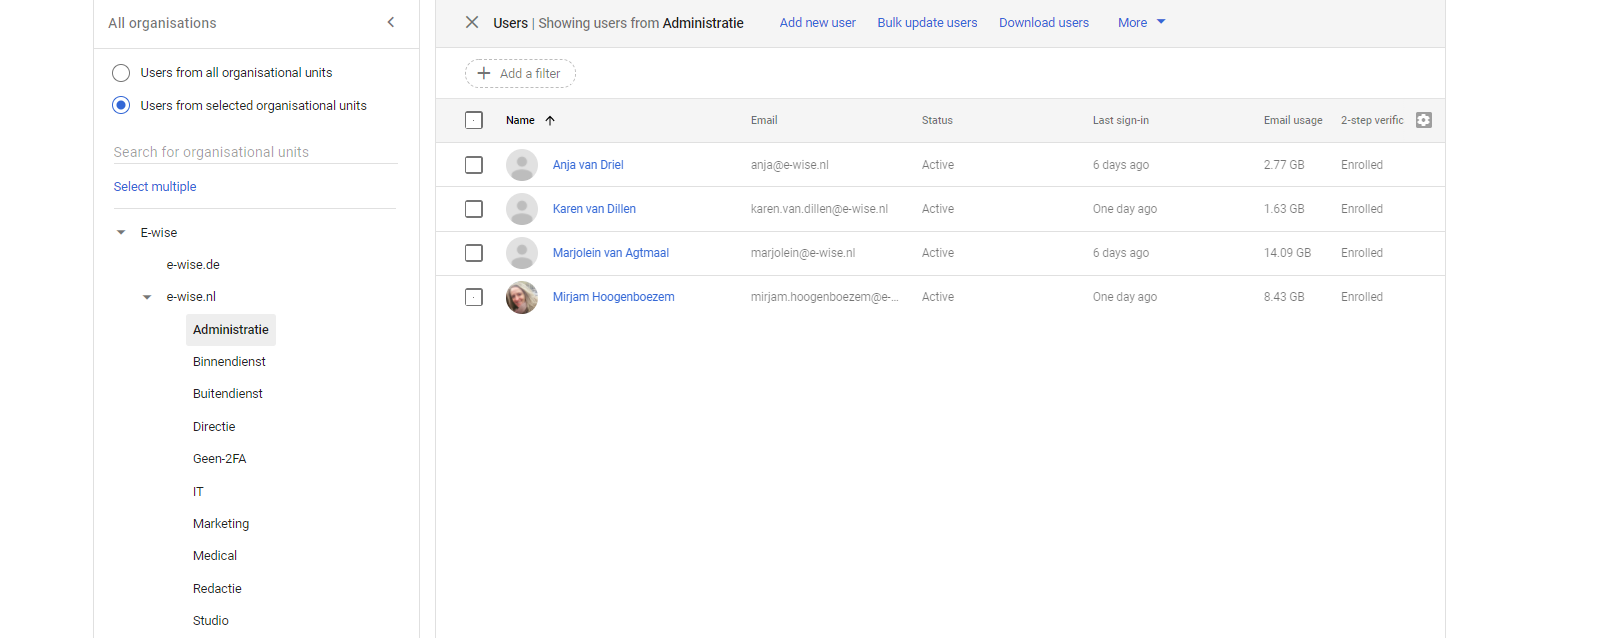 All organisations
Users from all organisational units
Users from selected organisational units
Search for organisational units
Select multiple
E-wise
e-wise.de
e-wise.nl
Administratie
Binnendienst
Buitendienst
Directie
Geen-2FA
IT
Marketing
Medical
Redactie
Studio
Users | Showing users from Administratie Add new user Bulk update users Download users More
Add a filter
Name Email Status Last sign-in Email usage 2-step verific
Anja van Driel anja@e-wise.nl Active 6 days ago 2.77 GB Enrolled
Karen van Dillen karen.van.dillen@e-wise.nl Active One day ago 1.63 GB Enrolled
Marjolein van Agtmaal marjolein@e-wise.nl Active 6 days ago 14.09 GB Enrolled
Mirjam Hoogenboezem mirjam.hoogenboezem@e-... Active One day ago 8.43 GB Enrolled